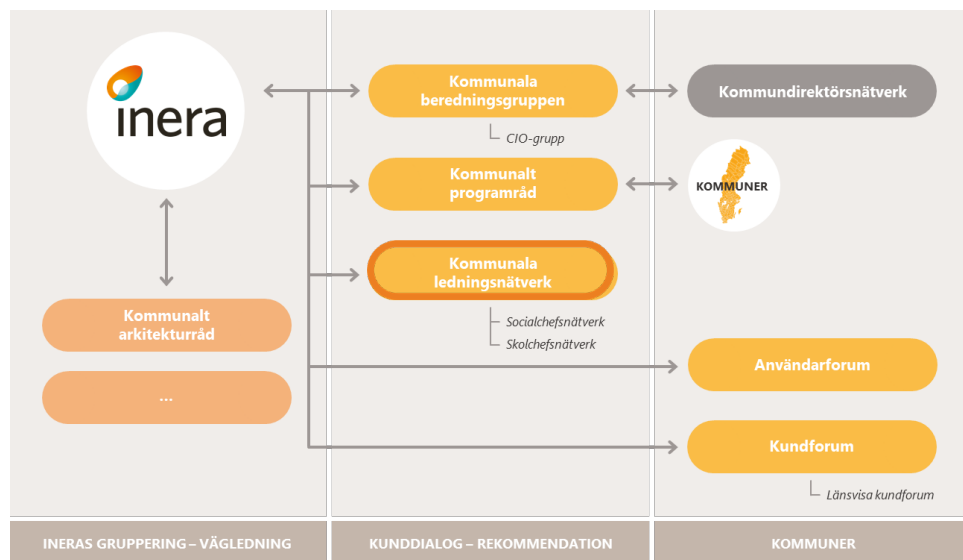 inera
Kommunalt
arkitekturråd
...
INERAS GRUPPERING – VÄGLEDNING
Kommunala
beredningsgruppen
CIO-grupp
Kommunalt
programråd
Kommunala
ledningsnätverk
Socialchefsnätverk
Skolchefsnätverk
KUNDDIALOG – REKOMMENDATION
Kommundirektörsnätverk
KOMMUNER
Användarforum
Kundforum
Länsvisa kundforum
KOMMUNER